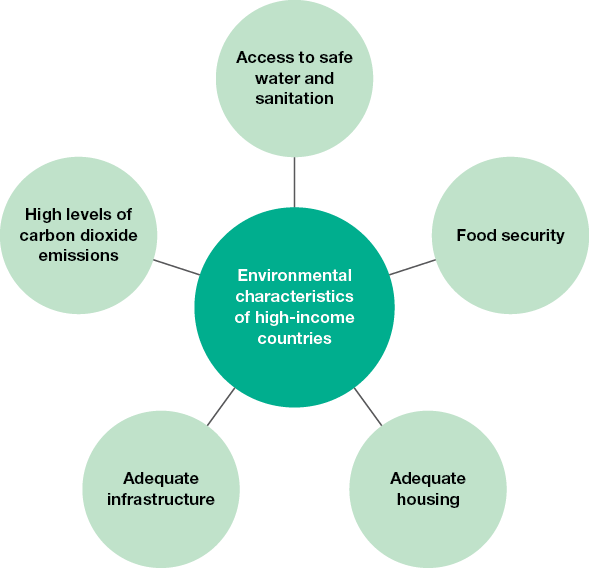 Access to safe
water and
sanitation
High levels of
carbon dioxide
emissions
Food security
Environmental
characteristics
of high-income
countries
Adequate
infrastructure
Adequate
housing